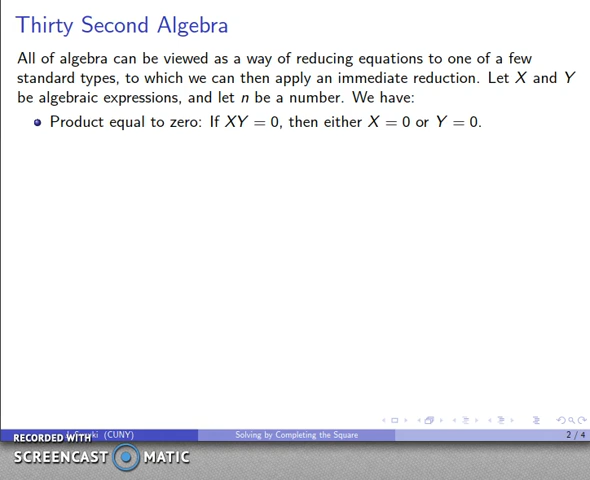 Thirty Second Algebra
All of algebra can be viewed as a way of reducing equations to one of a few
standard types, to which we can then apply an immediate reduction. Let X and Y
be algebraic expressions, and let n be a number. We have:
Product equal to zero: If XY = 0, then either X = 0 or Y = 0.
(CUNY) Solving by Completing the Square 2 / 4
RECORDED WITH
SCREENCAST MATIC